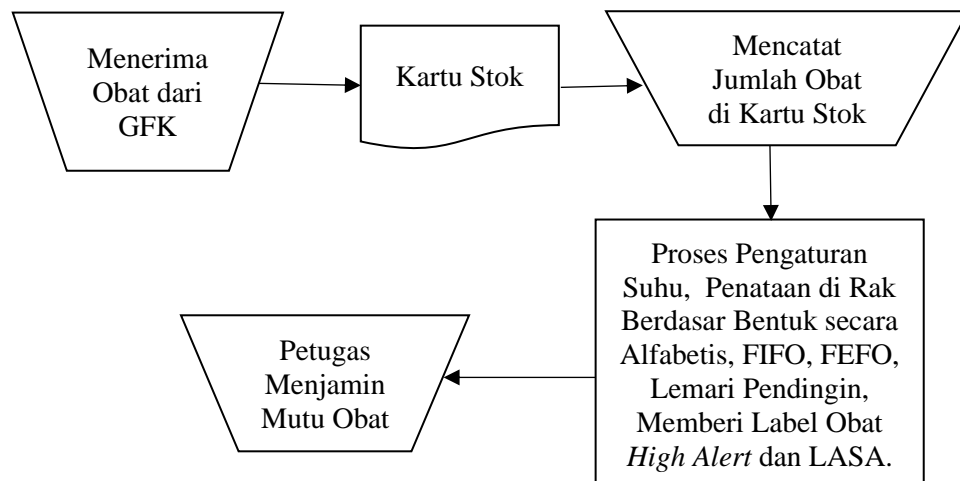 Menerima
Obat dari
GFK
Kartu Stok
Mencatat
Jumlah Obat
di Kartu Stok
Proses Pengaturan
Suhu, Penataan di Rak
Berdasar Bentuk secara
Alfabetis, FIFO, FEFO,
Lemari Pendingin,
Memberi Label Obat
High Alert dan LASA.
Petugas
Menjamin
Mutu Obat